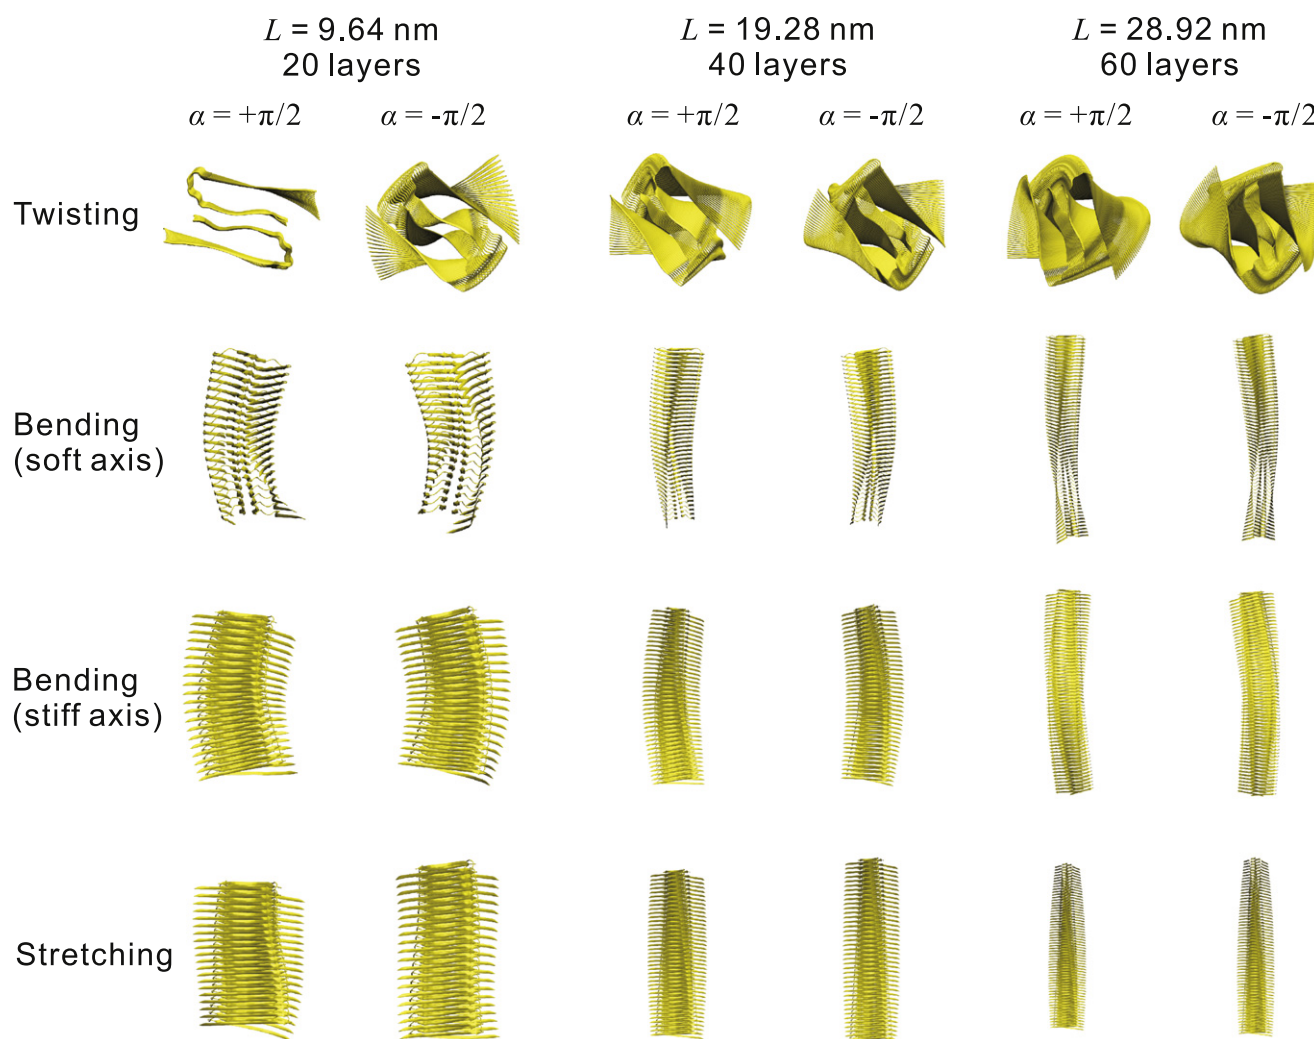 L = 9.64 nm
20 layers
L = 19.28 nm
40 layers
L = 28.92 nm
60 layers
α = +π/2
α = -π/2
α = +π/2
α = -π/2
α = +π/2
α = -π/2
Twisting
Bending
(soft axis)
Bending
(stiff axis)
Stretching